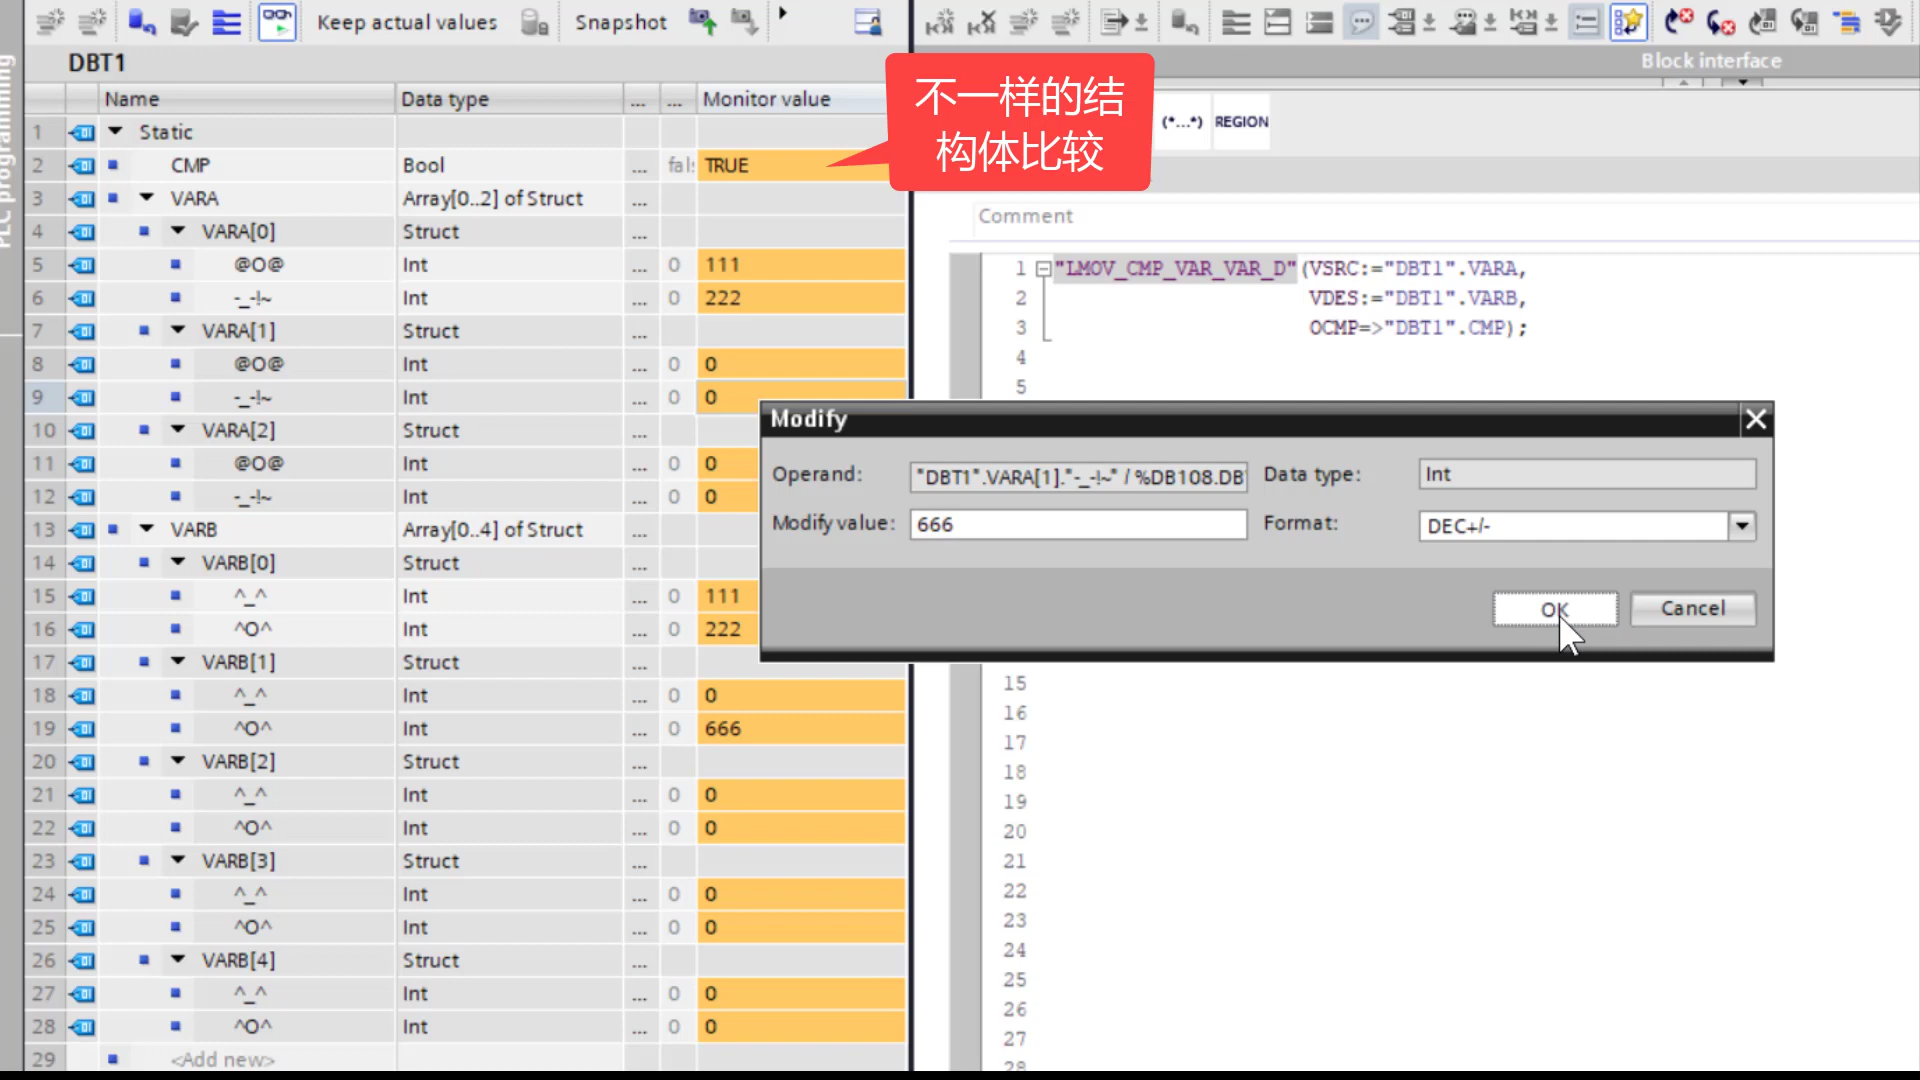 Keep actual values Snapshot
DBT1
Block interface
PLC programming
Name Data type ... ... Monitor value
不一样的结
构体比较
(*...*) REGION
Comment
1 Static
2 CMP Bool ... fal: TRUE
3 VARA Array[0..2] of Struct ...
4 VARA[0] Struct ...
5 @O@ Int ... 0 111
6 -_-!~ Int ... 0 222
7 VARA[1] Struct ...
8 @O@ Int ... 0 0
9 -_-!~ Int ... 0 0
10 VARA[2] Struct ...
11 @O@ Int ... 0 0
12 -_-!~ Int ... 0 0
13 VARB Array[0..4] of Struct ...
14 VARB[0] Struct ...
15 ^_^ Int ... 0 111
16 ^O^ Int ... 0 222
17 VARB[1] Struct ...
18 ^_^ Int ... 0 0
19 ^O^ Int ... 0 666
20 VARB[2] Struct ...
21 ^_^ Int ... 0 0
22 ^O^ Int ... 0 0
23 VARB[3] Struct ...
24 ^_^ Int ... 0 0
25 ^O^ Int ... 0 0
26 VARB[4] Struct ...
27 ^_^ Int ... 0 0
28 ^O^ Int ... 0 0
29 <Add new>
1 "LMOV_CMP_VAR_VAR_D"(VSRC:="DBT1".VARA,
2 VDES:="DBT1".VARB,
3 OCMP=>"DBT1".CMP);
4
5
Modify
Operand: "DBT1".VARA[1]."-_-!~" / %DB108.DB Data type: Int
Modify value: 666 Format: DEC+/-
OK Cancel
15
16
17
18
19
20
21
22
23
24
25
26
27
28